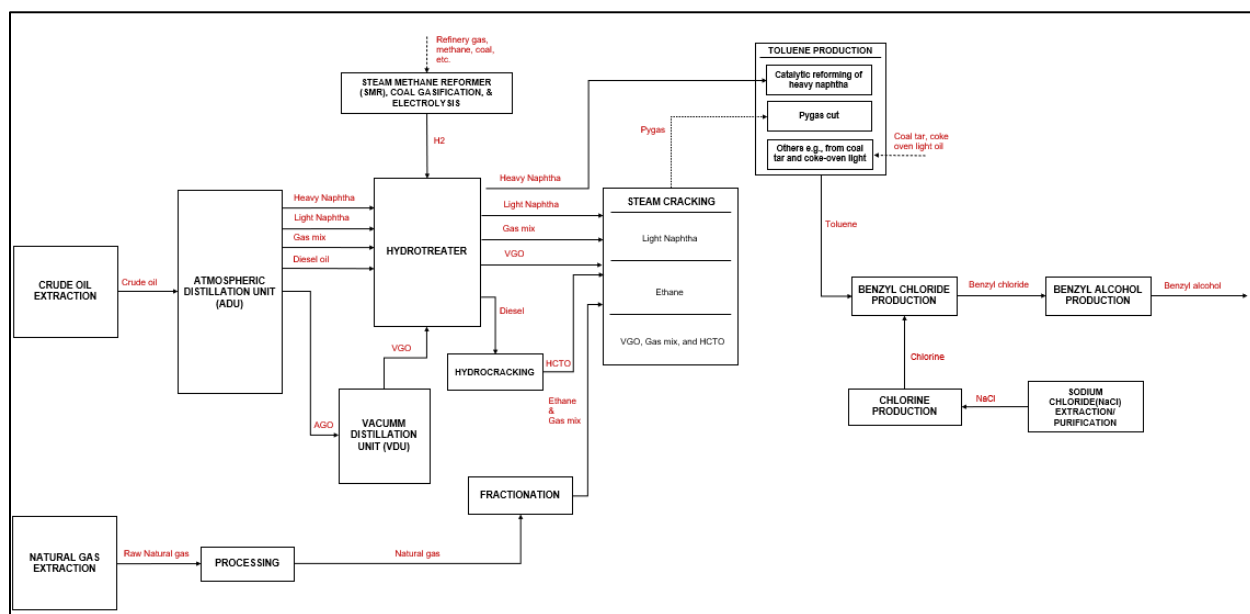 Refinery gas,
methane, coal,
etc.
STEAM METHANE REFORMER
(SMR), COAL GASIFICATION, &
ELECTROLYSIS
H2
TOLUENE PRODUCTION
Catalytic reforming of
heavy naphtha
Pygas cut
Others e.g., from coal
tar and coke-oven light
Coal tar, coke
oven light oil
Pygas
Toluene
Heavy Naphtha
Light Naphtha
Gas mix
Diesel oil
HYDROTREATER
Heavy Naphtha
Light Naphtha
Gas mix
VGO
STEAM CRACKING
Light Naphtha
Ethane
VGO, Gas mix, and HCTO
CRUDE OIL
EXTRACTION
Crude oil
ATMOSPHERIC
DISTILLATION UNIT
(ADU)
Diesel
VGO
HYDROCRACKING
HCTO
Ethane
&
Gas mix
AGO
VACUMM
DISTILLATION
UNIT (VDU)
BENZYL CHLORIDE
PRODUCTION
Benzyl chloride
BENZYL ALCOHOL
PRODUCTION
Benzyl alcohol
Chlorine
CHLORINE
PRODUCTION
NaCl
SODIUM
CHLORIDE(NaCl)
EXTRACTION/
PURIFICATION
FRACTIONATION
NATURAL GAS
EXTRACTION
Raw Natural gas
PROCESSING
Natural gas